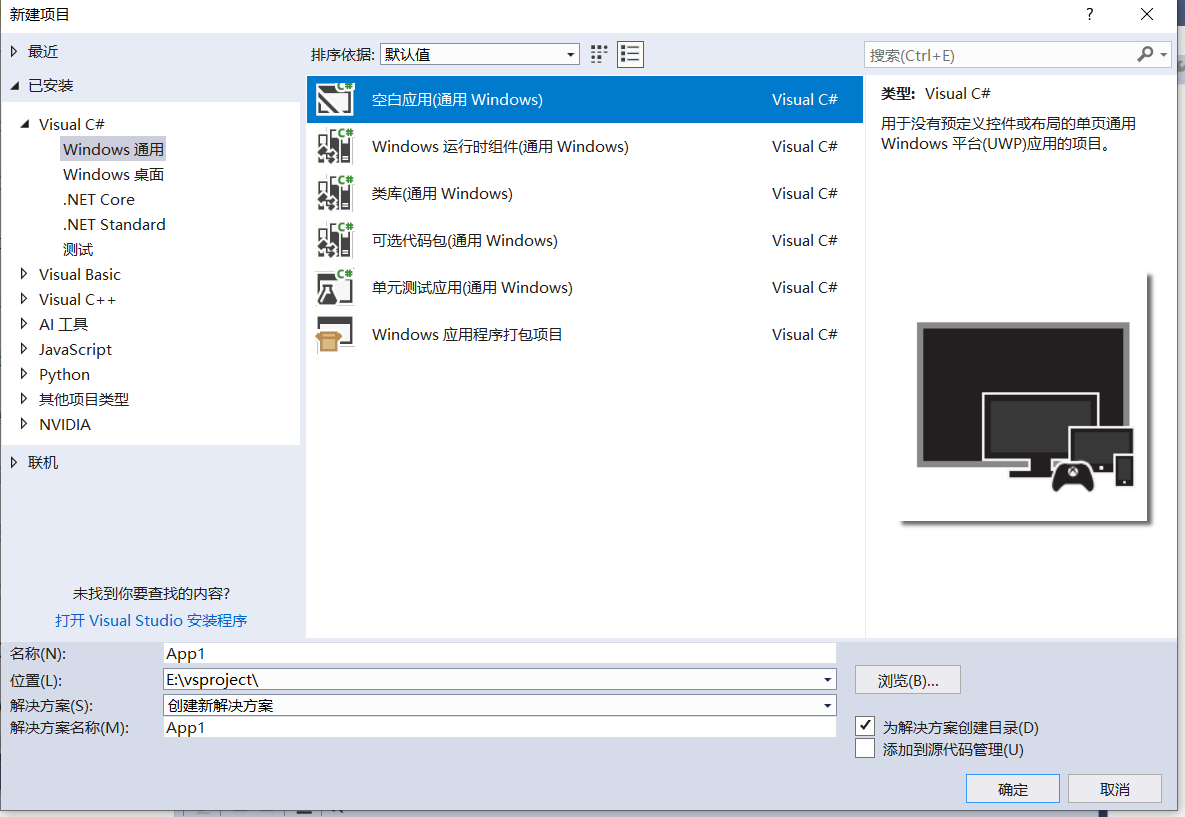 新建项目
?
最近
排序依据: 默认值
搜索(Ctrl+E)
已安装
Visual C#
Windows 通用
Windows 桌面
.NET Core
.NET Standard
测试
Visual Basic
Visual C++
AI 工具
JavaScript
Python
其他项目类型
NVIDIA
联机
未找到你要查找的内容?
打开 Visual Studio 安装程序
C# 空白应用(通用 Windows) Visual C#
C# Windows 运行时组件(通用 Windows) Visual C#
C# 类库(通用 Windows) Visual C#
C# 可选代码包(通用 Windows) Visual C#
C# 单元测试应用(通用 Windows) Visual C#
Windows 应用程序打包项目 Visual C#
类型: Visual C#
用于没有预定义控件或布局的单页通用
Windows 平台(UWP)应用的项目。
名称(N): App1
位置(L): E:\vsproject\
浏览(B)...
解决方案(S): 创建新解决方案
解决方案名称(M): App1
为解决方案创建目录(D)
添加到源代码管理(U)
确定
取消